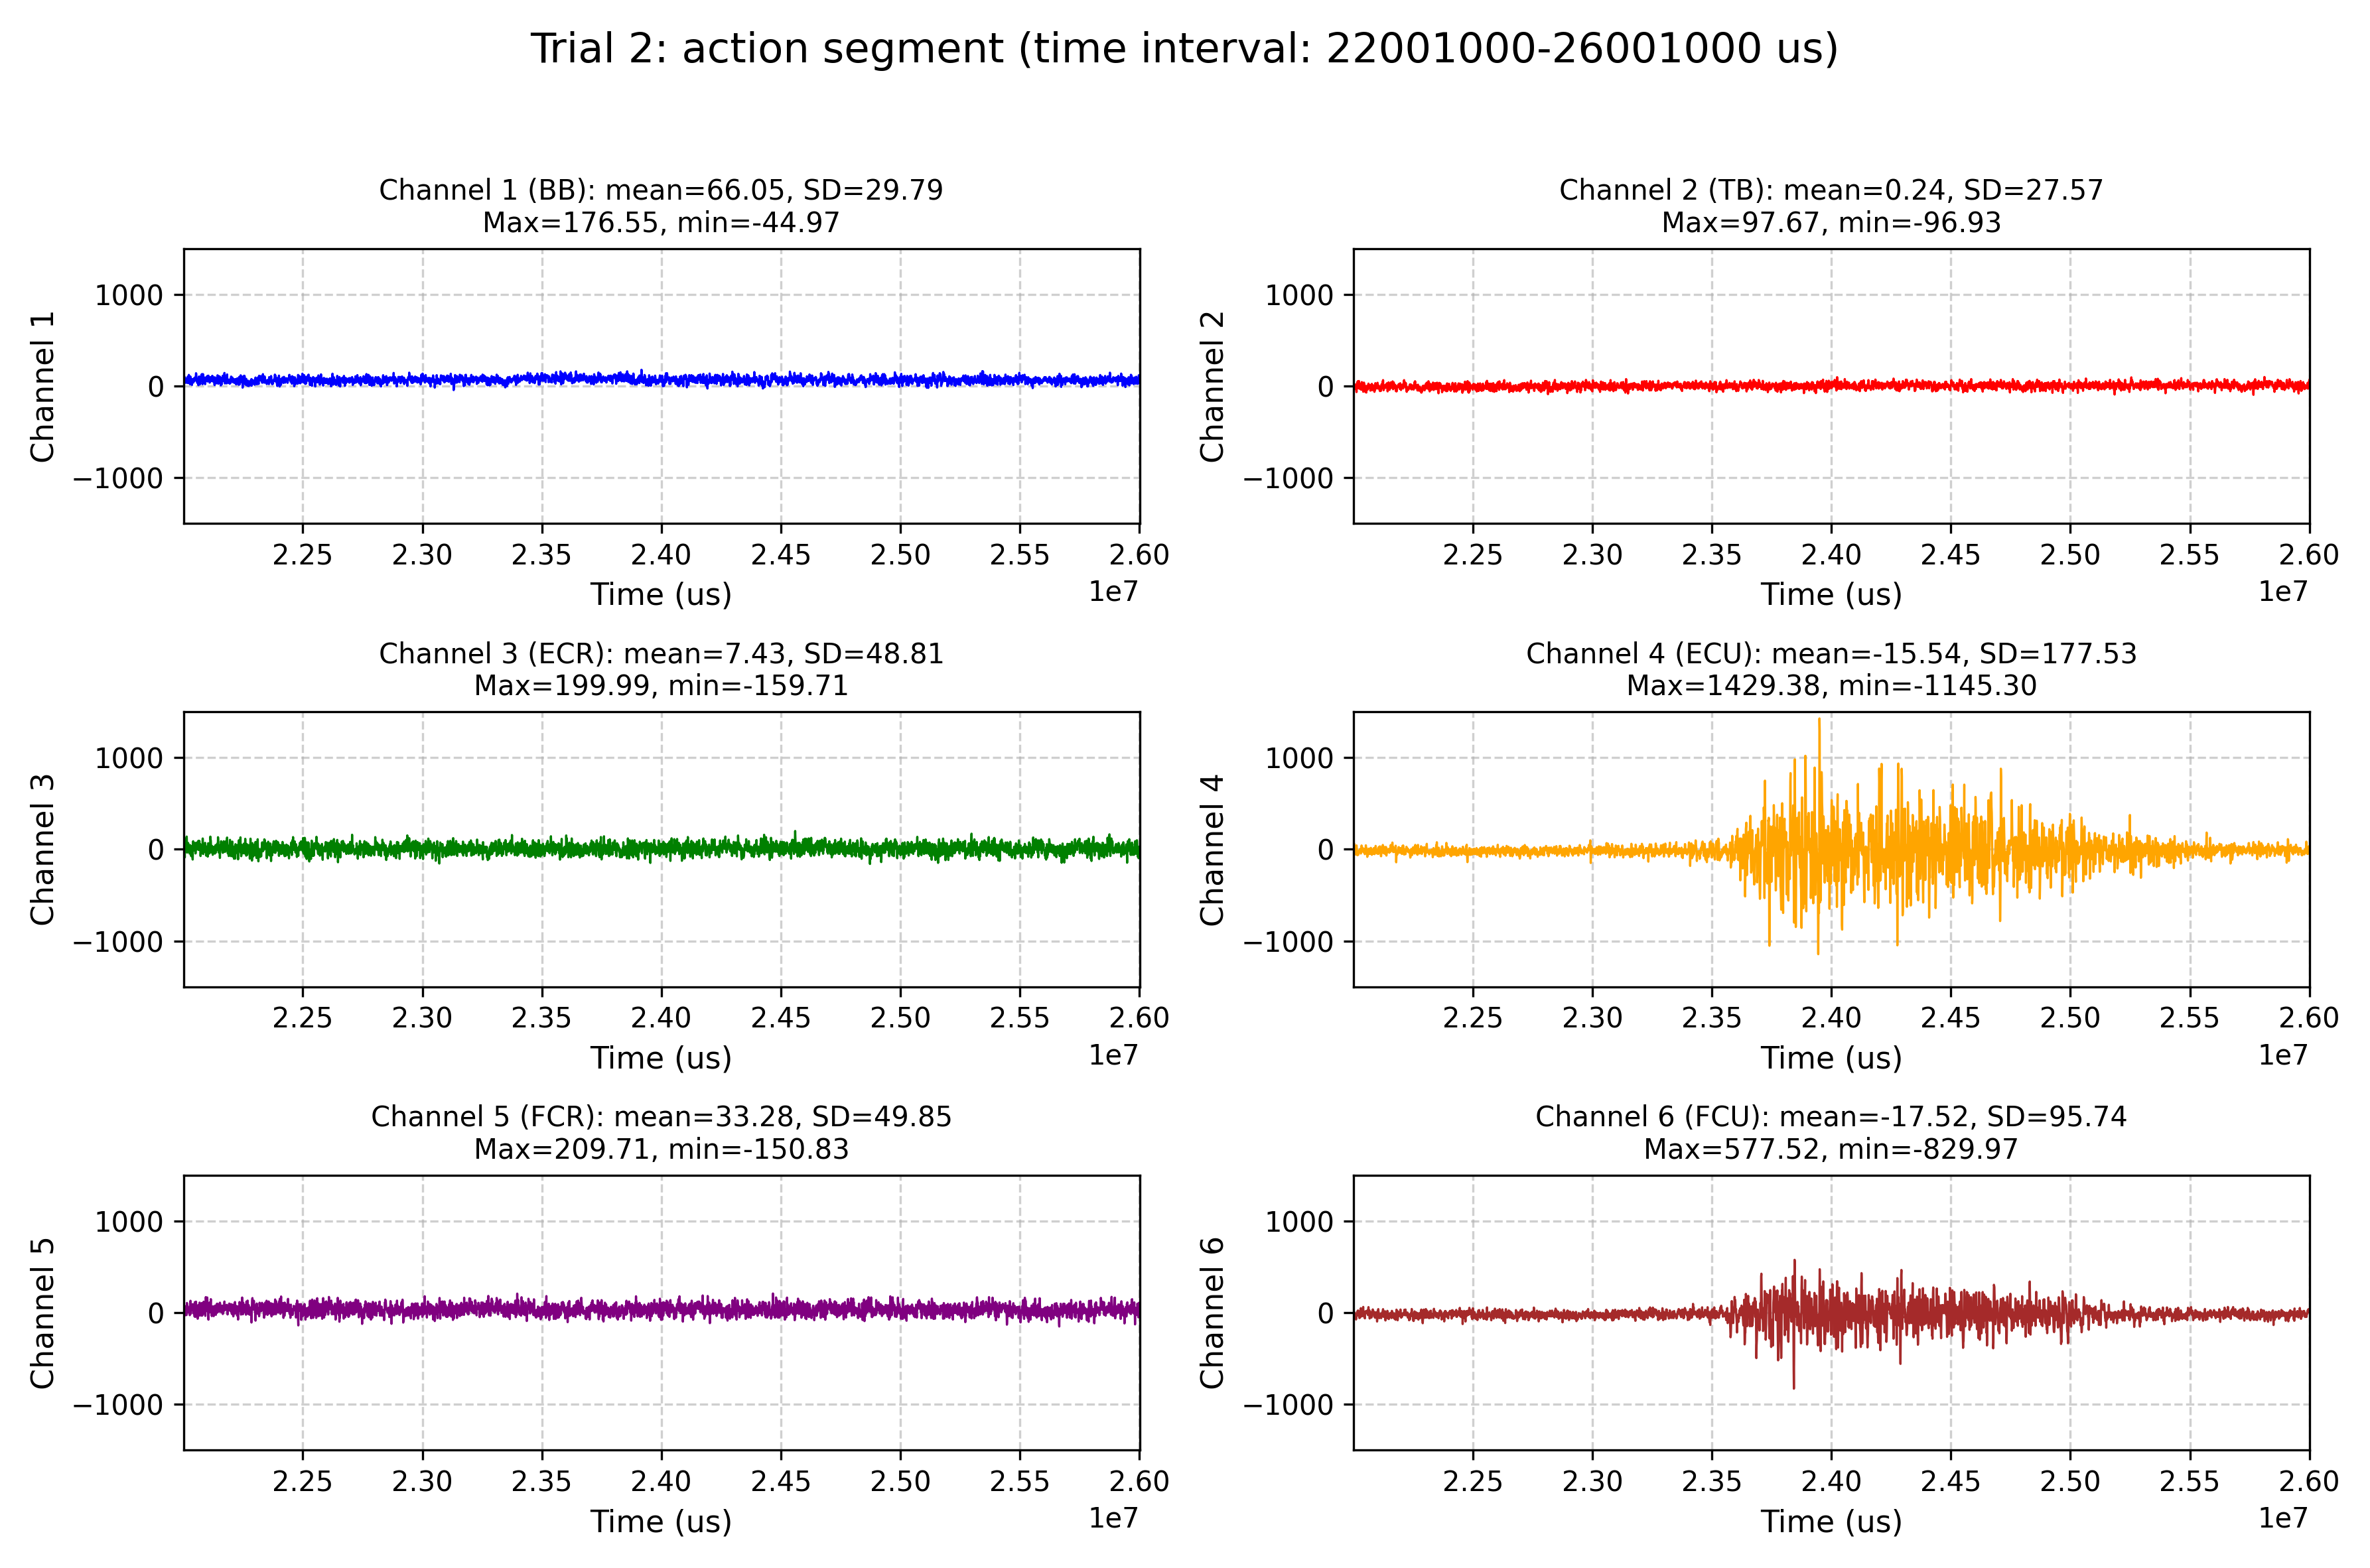 Trial 2: action segment (time interval: 22001000-26001000 us)
Channel 1 (BB): mean=66.05, SD=29.79
Max=176.55, min=-44.97
Channel 1
1000
0
−1000
2.25 2.30 2.35 2.40 2.45 2.50 2.55 2.60
1e7
Time (us)
Channel 2 (TB): mean=0.24, SD=27.57
Max=97.67, min=-96.93
Channel 2
1000
0
−1000
2.25 2.30 2.35 2.40 2.45 2.50 2.55 2.60
1e7
Time (us)
Channel 3 (ECR): mean=7.43, SD=48.81
Max=199.99, min=-159.71
Channel 3
1000
0
−1000
2.25 2.30 2.35 2.40 2.45 2.50 2.55 2.60
1e7
Time (us)
Channel 4 (ECU): mean=-15.54, SD=177.53
Max=1429.38, min=-1145.30
Channel 4
1000
0
−1000
2.25 2.30 2.35 2.40 2.45 2.50 2.55 2.60
1e7
Time (us)
Channel 5 (FCR): mean=33.28, SD=49.85
Max=209.71, min=-150.83
Channel 5
1000
0
−1000
2.25 2.30 2.35 2.40 2.45 2.50 2.55 2.60
1e7
Time (us)
Channel 6 (FCU): mean=-17.52, SD=95.74
Max=577.52, min=-829.97
Channel 6
1000
0
−1000
2.25 2.30 2.35 2.40 2.45 2.50 2.55 2.60
1e7
Time (us)